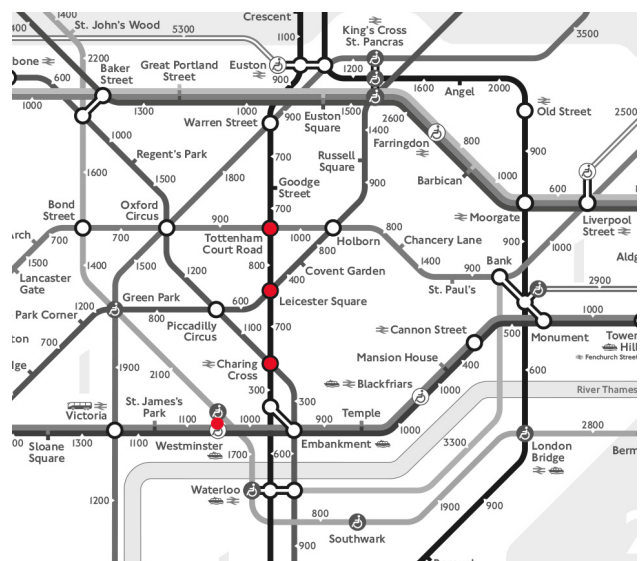 Crescent
St. John's Wood
1400
5300
King's Cross
St. Pancras
3500
1100
2200
bone
600
Baker
Street
Great Portland
Street
Euston
900
1200
1600
Angel
2000
1000
1300
1500
Warren Street
900
Euston
Square
1400
Farringdon
800
Old Street
2500
1000
Regent's Park
1800
700
Russell
Square
900
Barbican
1600
1500
Goodge
Street
900
600
Bond
Street
Oxford
Circus
700
Moorgate
Liverpool
Street
arch
700
700
900
Tottenham
Court Road
1000
Holborn
800
Chancery Lane
900
1000
Lancaster
Gate
1400
1200
800
800
Covent Garden
1400
900
Bank
Aldg
400
St. Paul's
2900
1200
Green Park
600
Leicester Square
Park Corner
800
Piccadilly
Circus
1100
700
Cannon Street
500
1000
Monument
Tower
Hill
Fenchurch Street
ton
700
Mansion House
400
dge
1900
2100
Charing
Cross
Blackfriars
1000
600
River Thames
300
300
Victoria
St. James's
Park
1100
1000
900
Temple
1000
00
1300
Westminster
Embankment
3300
2800
Sloane
Square
1100
1700
600
London
Bridge
Berm
Waterloo
1200
800
1900
900
Southwark
900